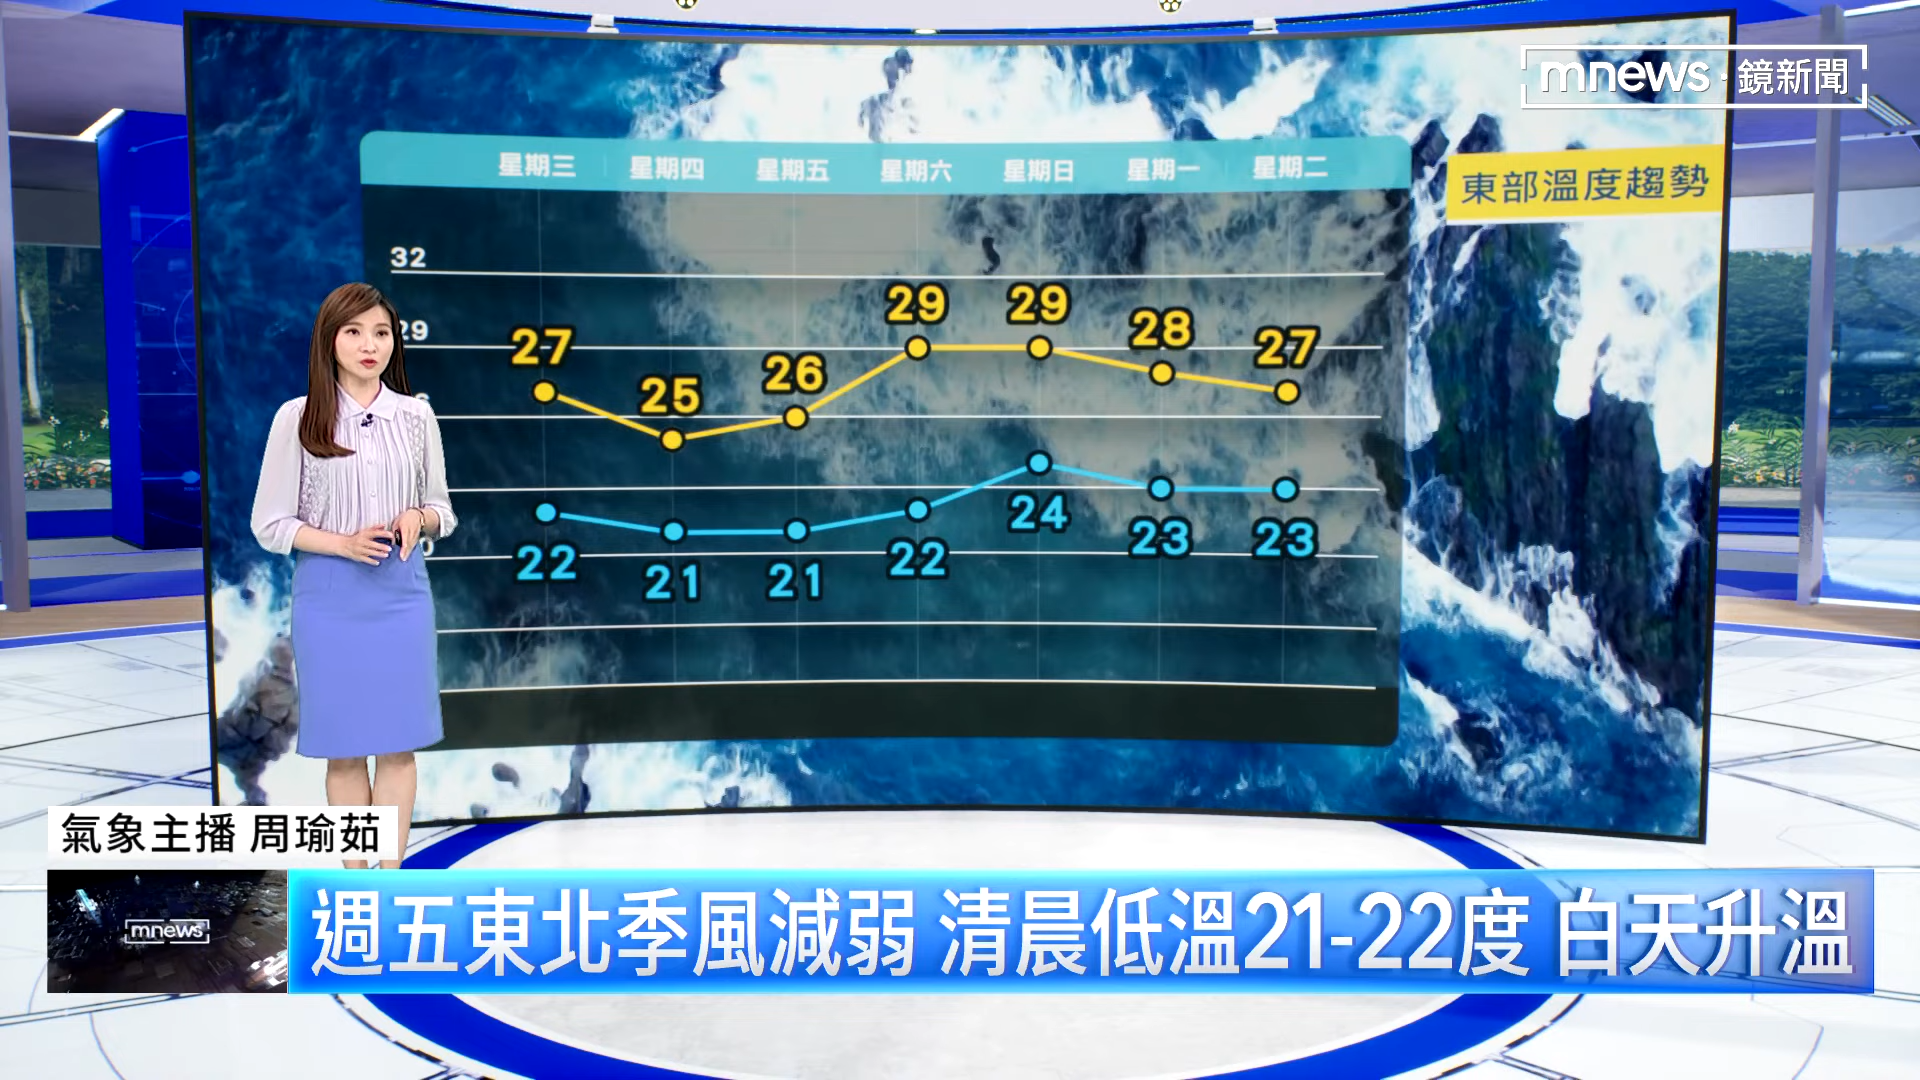 mnews·鏡新聞
東部溫度趨勢
星期三 星期四 星期五 星期六 星期日 星期一 星期二
32
29
27 25 26 29 29 28 27
22 21 21 22 24 23 23
氣象主播 周瑜茹
mnews
週五東北季風減弱 清晨低溫21-22度 白天升溫